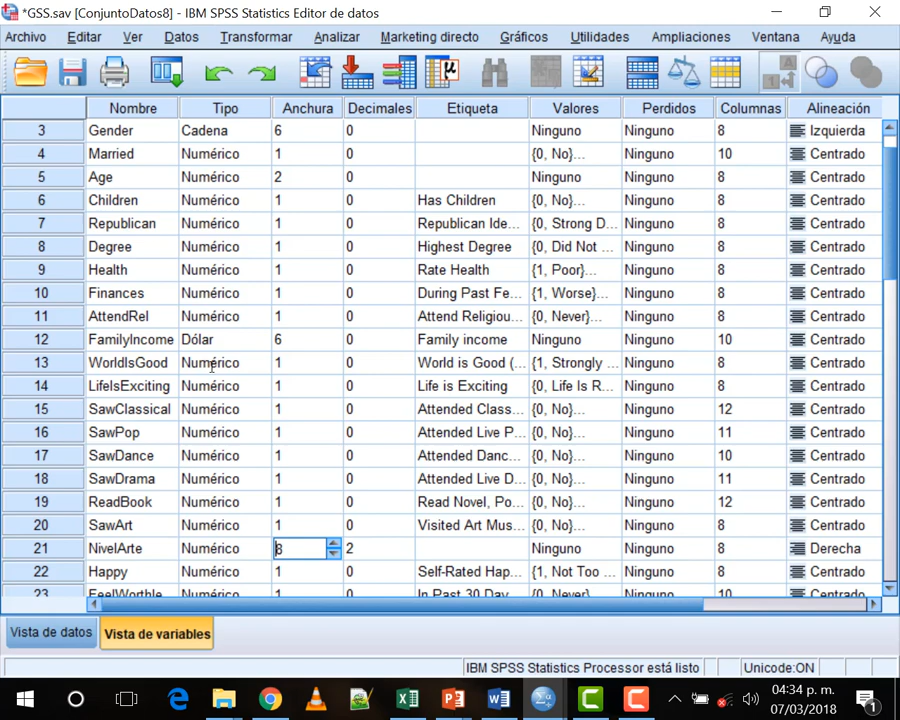 *GSS.sav [ConjuntoDatos8] - IBM SPSS Statistics Editor de datos
Archivo Editar Ver Datos Transformar Analizar Marketing directo Gráficos Utilidades Ampliaciones Ventana Ayuda
Nombre Tipo Anchura Decimales Etiqueta Valores Perdidos Columnas Alineación
3 Gender Cadena 6 0 Ninguno Ninguno 8 Izquierda
4 Married Numérico 1 0 {0, No}... Ninguno 10 Centrado
5 Age Numérico 2 0 Ninguno Ninguno 8 Centrado
6 Children Numérico 1 0 Has Children {0, No}... Ninguno 8 Centrado
7 Republican Numérico 1 0 Republican Ide... {0, Strong D... Ninguno 8 Centrado
8 Degree Numérico 1 0 Highest Degree {0, Did Not ... Ninguno 8 Centrado
9 Health Numérico 1 0 Rate Health {1, Poor}... Ninguno 8 Centrado
10 Finances Numérico 1 0 During Past Fe... {1, Worse}... Ninguno 8 Centrado
11 AttendRel Numérico 1 0 Attend Religiou... {0, Never}... Ninguno 8 Centrado
12 FamilyIncome Dólar 6 0 Family income Ninguno Ninguno 10 Centrado
13 WorldIsGood Numérico 1 0 World is Good (... {1, Strongly ... Ninguno 8 Centrado
14 LifeIsExciting Numérico 1 0 Life is Exciting {0, Life Is R... Ninguno 8 Centrado
15 SawClassical Numérico 1 0 Attended Class... {0, No}... Ninguno 12 Centrado
16 SawPop Numérico 1 0 Attended Live P... {0, No}... Ninguno 11 Centrado
17 SawDance Numérico 1 0 Attended Danc... {0, No}... Ninguno 10 Centrado
18 SawDrama Numérico 1 0 Attended Live D... {0, No}... Ninguno 11 Centrado
19 ReadBook Numérico 1 0 Read Novel, Po... {0, No}... Ninguno 12 Centrado
20 SawArt Numérico 1 0 Visited Art Mus... {0, No}... Ninguno 8 Centrado
21 NivelArte Numérico 8 2 Ninguno Ninguno 8 Derecha
22 Happy Numérico 1 0 Self-Rated Hap... {1, Not Too ... Ninguno 8 Centrado
23 FeelWorthle Numérico 1 0 In Past 30 Day {0, Never} Ninguno 10 Centrado
Vista de datos Vista de variables
IBM SPSS Statistics Processor está listo Unicode:ON
04:34 p. m.
07/03/2018
1